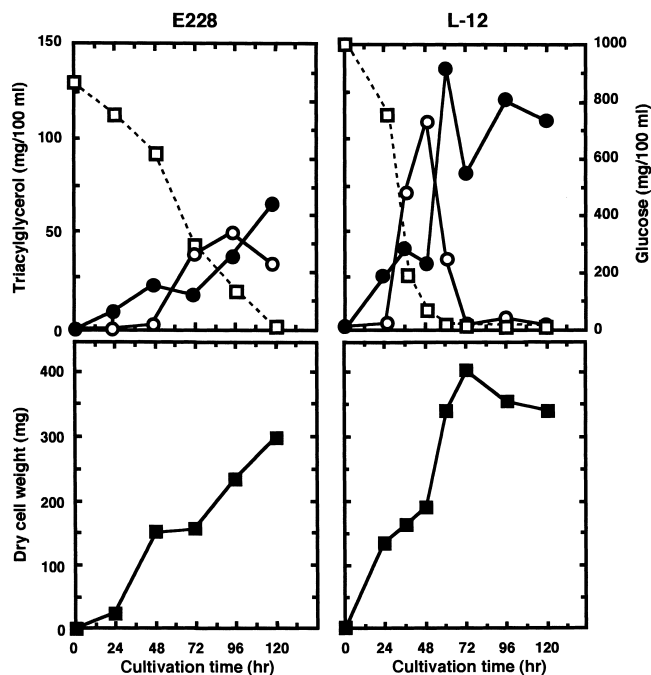 E228 L-12
150
100
50
0
Triacylglycerol (mg/100 ml)
1000
800
600
400
200
0
Glucose (mg/100 ml)
400
300
200
100
0
Dry cell weight (mg)
0 24 48 72 96 120
0 24 48 72 96 120
Cultivation time (hr) Cultivation time (hr)